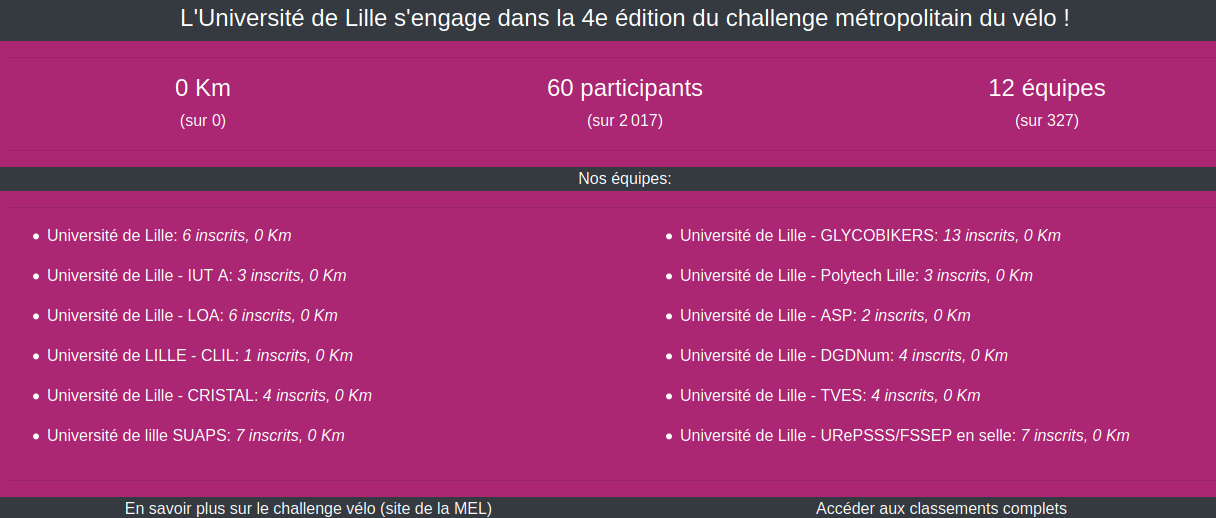 L'Université de Lille s'engage dans la 4e édition du challenge métropolitain du vélo !
0 Km
(sur 0)
60 participants
(sur 2 017)
12 équipes
(sur 327)
Nos équipes:
Université de Lille: 6 inscrits, 0 Km
Université de Lille - IUT A: 3 inscrits, 0 Km
Université de Lille - LOA: 6 inscrits, 0 Km
Université de LILLE - CLIL: 1 inscrits, 0 Km
Université de Lille - CRISTAL: 4 inscrits, 0 Km
Université de lille SUAPS: 7 inscrits, 0 Km
Université de Lille - GLYCOBIKERS: 13 inscrits, 0 Km
Université de Lille - Polytech Lille: 3 inscrits, 0 Km
Université de Lille - ASP: 2 inscrits, 0 Km
Université de Lille - DGDNum: 4 inscrits, 0 Km
Université de Lille - TVES: 4 inscrits, 0 Km
Université de Lille - URePSSS/FSSEP en selle: 7 inscrits, 0 Km
En savoir plus sur le challenge vélo (site de la MEL)
Accéder aux classements complets